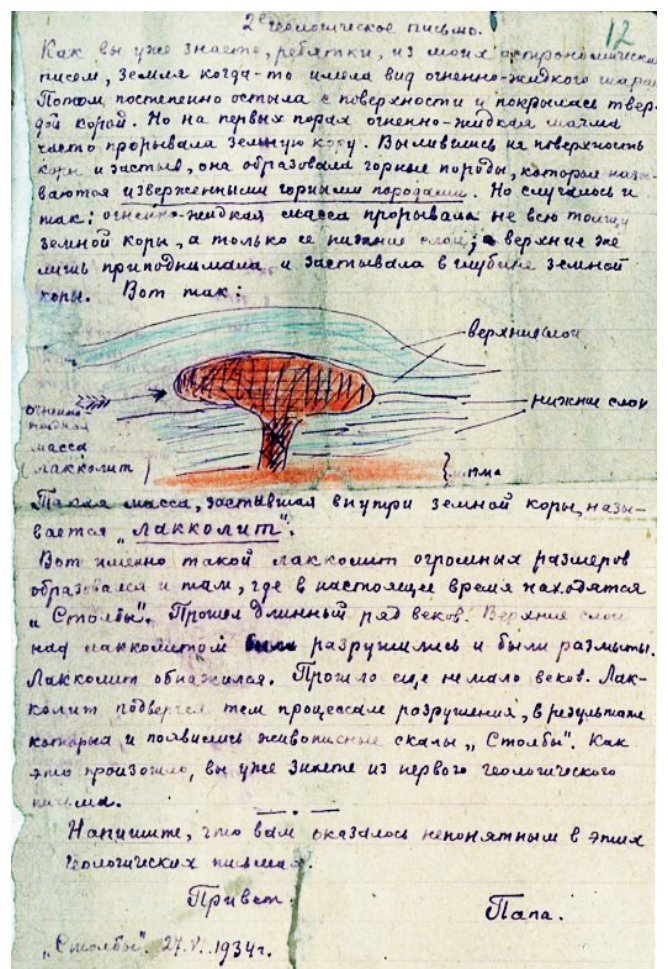 2е геологическое письмо.
12
Как вы уже знаете, ребятки, из моих астрономических
писем, земля когда-то имела вид огненно-жидкого шара.
Потом постепенно остыла с поверхности и покрылась твер-
дой корой. Но на первых порах огненно-жидкая магма
часто прорывала земную кору. Вылившись на поверхность
коры и застыв, она образовала горные породы, которые назы-
ваются изверженными горными породами. Но случалось и
так: огненно-жидкая масса прорывала не всю толщу
земной коры, а только ее нижние слои; а верхние же
лишь приподнимала и застывала в глубине земной
коры. Вот так:
верхние слои
нижние слои
огненно-
жидкая
масса
(лакколит)
магма
Такая масса, застывшая внутри земной коры, назы-
вается „лакколит".
Вот именно такой лакколит огромных размеров
образовался и там, где в настоящее время находятся
„Столбы". Прошел длинный ряд веков. Верхние слои
над лакколитом разрушились и были размыты.
Лакколит обнажился. Прошло еще немало веков. Лак-
колит подвергся тем процессам разрушения, в результате
которых и появились живописные скалы „Столбы". Как
это произошло, вы уже знаете из первого геологического
письма.
Напишите, что вам оказалось непонятным в этих
геологических письмах.
Привет.
Папа.
„Столбы". 27.V. 1934г.